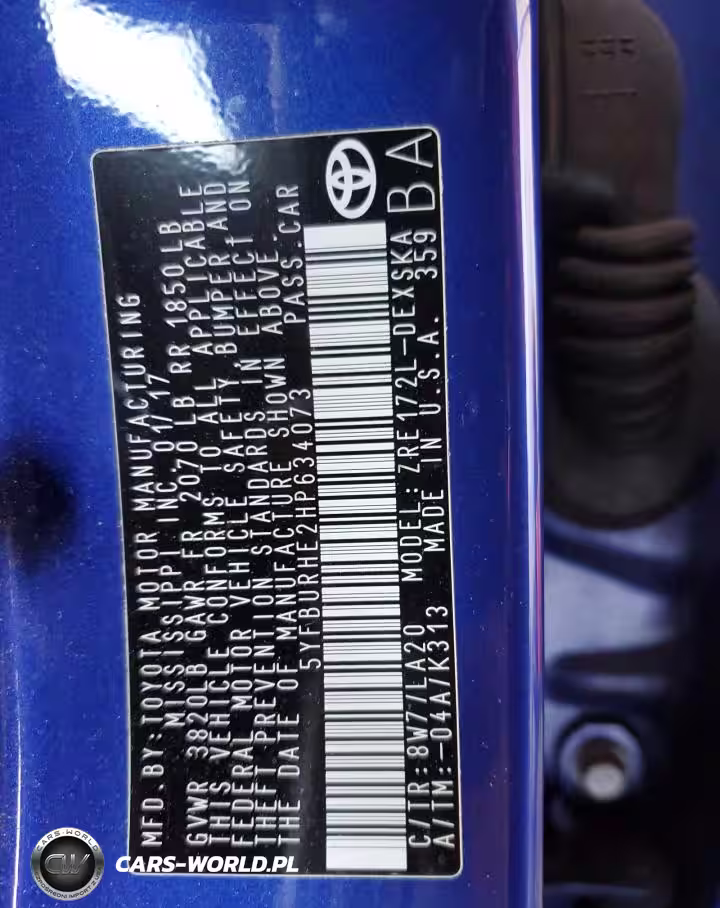 MFD. BY: TOYOTA MOTOR MANUFACTURING
MISSISSIPPI INC 01/17
GVWR 3820LB GAWR FR 2070 LB RR 1850LB
THIS VEHICLE CONFORMS TO ALL APPLICABLE
FEDERAL MOTOR VEHICLE SAFETY, BUMPER, AND
THEFT PREVENTION STANDARDS IN EFFECT ON
THE DATE OF MANUFACTURE SHOWN ABOVE.
5YFBURHE2HP634073 PASS. CAR
C/TR: 8W7/LA20 MODEL: ZRE172L-DEXSKA
A/TM: -04A/K313 MADE IN U.S.A. 359 BA
CARS-WORLD
CW
CARS-WORLD.PL